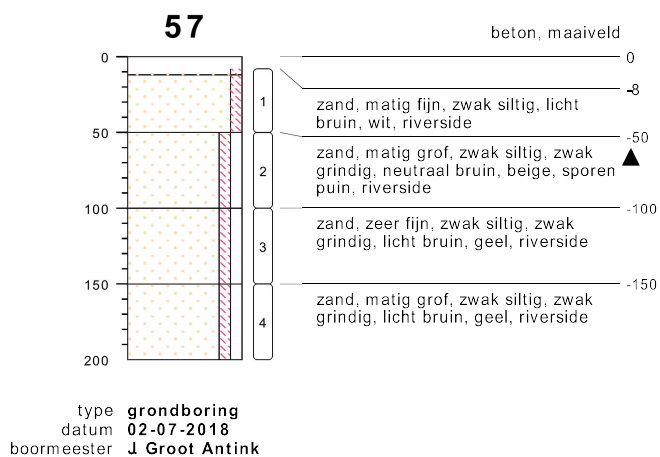 57
beton, maaiveld
0
0
-8
1
zand, matig fijn, zwak siltig, licht
bruin, wit, riverside
50
-50
2
zand, matig grof, zwak siltig, zwak
grindig, neutraal bruin, beige, sporen
puin, riverside
100
-100
3
zand, zeer fijn, zwak siltig, zwak
grindig, licht bruin, geel, riverside
150
-150
4
zand, matig grof, zwak siltig, zwak
grindig, licht bruin, geel, riverside
200
type grondboring
datum 02-07-2018
boormeester J. Groot Antink